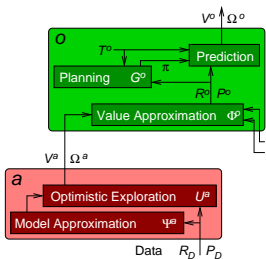 V^o Ω^o
o
T^o
Prediction
Planning G^o
π
R^o P^o
Value Approximation Φ^o
V^a Ω^a
a
Optimistic Exploration U^a
Model Approximation Ψ^a
Data R_D P_D